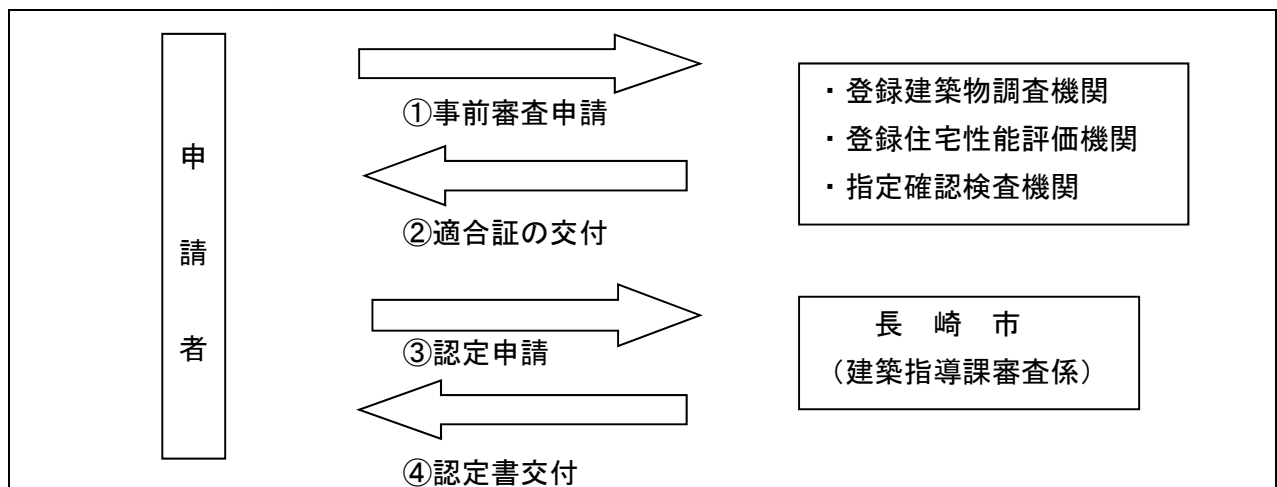 申請者
①事前審査申請
②適合証の交付
・登録建築物調査機関
・登録住宅性能評価機関
・指定確認検査機関
③認定申請
④認定書交付
長　崎　市
（建築指導課審査係）